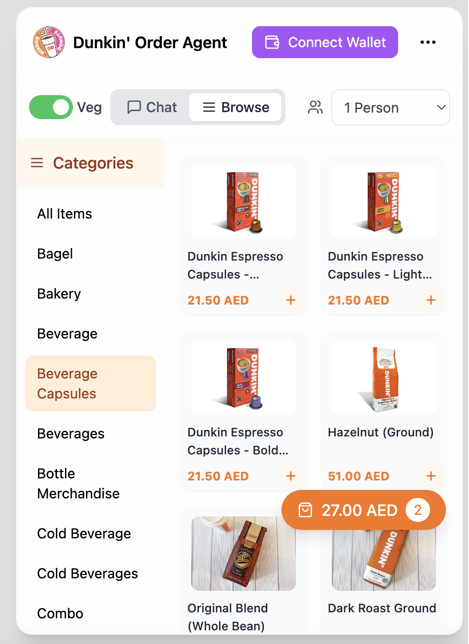 Dunkin' Order Agent
Connect Wallet
Veg
Chat
Browse
1 Person
Categories
All Items
Bagel
Bakery
Beverage
Beverage
Capsules
Beverages
Bottle
Merchandise
Cold Beverage
Cold Beverages
Combo
DUNKIN'
Dunkin Espresso
Capsules -...
21.50 AED
+
DUNKIN'
Dunkin Espresso
Capsules - Light...
21.50 AED
+
DUNKIN'
Dunkin Espresso
Capsules - Bold...
21.50 AED
+
DUNKIN'
Hazelnut (Ground)
51.00 AED
+
27.00 AED
2
Original Blend
(Whole Bean)
DUNKIN'
Dark Roast Ground